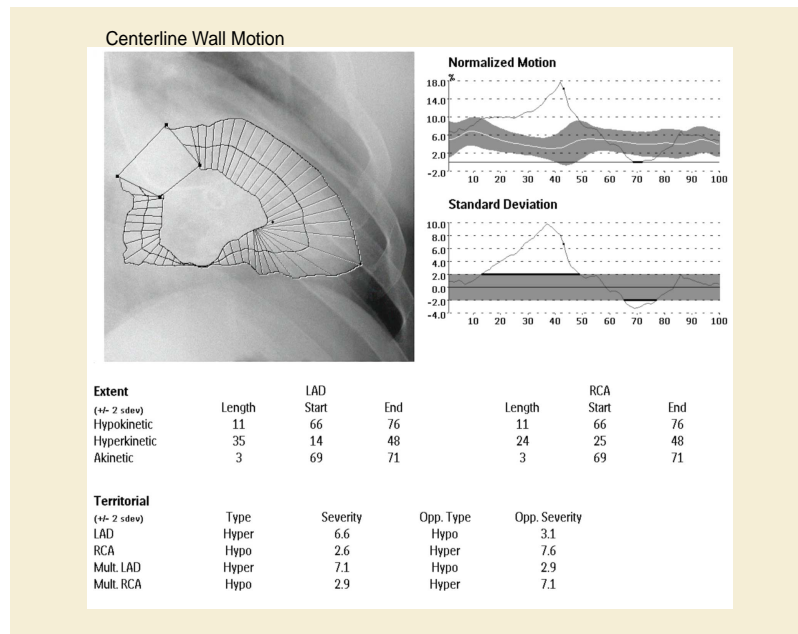 Centerline Wall Motion
Normalized Motion
%
18.0
14.0
10.0
6.0
2.0
-2.0
10 20 30 40 50 60 70 80 90 100
Standard Deviation
10.0
8.0
6.0
4.0
2.0
0.0
-2.0
-4.0
10 20 30 40 50 60 70 80 90 100
Extent LAD RCA
(+/- 2 sdev) Length Start End Length Start End
Hypokinetic 11 66 76 11 66 76
Hyperkinetic 35 14 48 24 25 48
Akinetic 3 69 71 3 69 71
Territorial
(+/- 2 sdev) Type Severity Opp. Type Opp. Severity
LAD Hyper 6.6 Hypo 3.1
RCA Hypo 2.6 Hyper 7.6
Mult. LAD Hyper 7.1 Hypo 2.9
Mult. RCA Hypo 2.9 Hyper 7.1